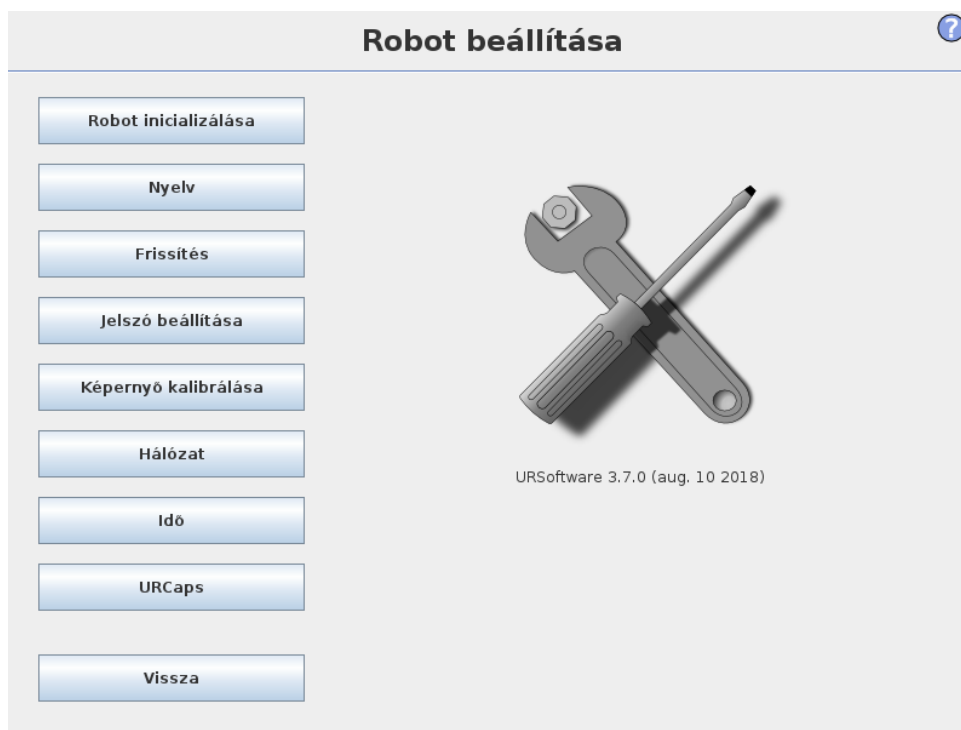 Robot beállítása
?
Robot inicializálása
Nyelv
Frissítés
Jelszó beállítása
Képernyő kalibrálása
Hálózat
Idő
URCaps
Vissza
URSoftware 3.7.0 (aug. 10 2018)